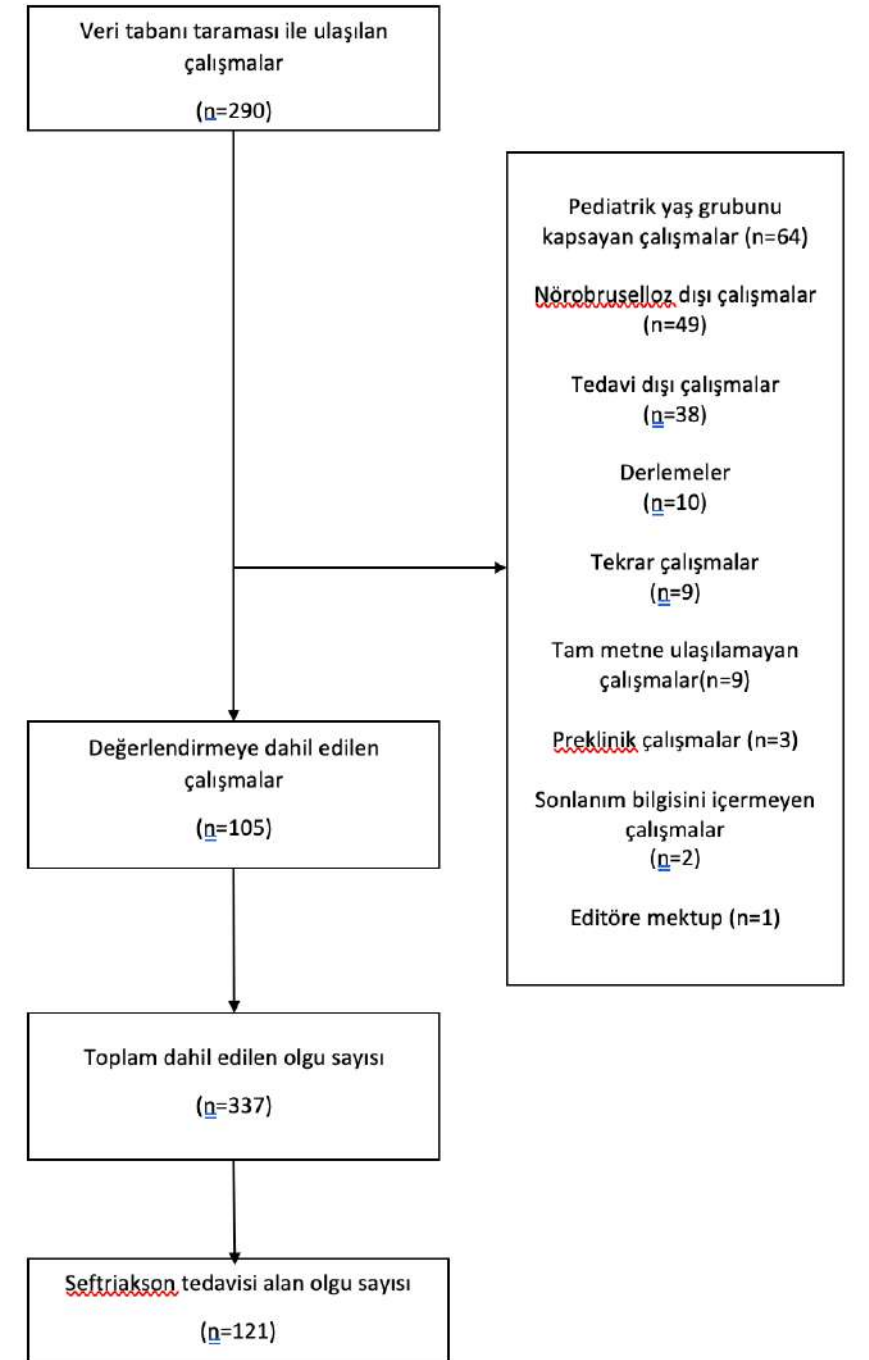 Veri tabanı taraması ile ulaşılan
çalışmalar
(n=290)
Pediatrik yaş grubunu
kapsayan çalışmalar (n=64)
Nörobruselloz dışı çalışmalar
(n=49)
Tedavi dışı çalışmalar
(n=38)
Derlemeler
(n=10)
Tekrar çalışmalar
(n=9)
Tam metne ulaşılamayan
çalışmalar(n=9)
Preklinik çalışmalar (n=3)
Sonlanım bilgisini içermeyen
çalışmalar
(n=2)
Editöre mektup (n=1)
Değerlendirmeye dahil edilen
çalışmalar
(n=105)
Toplam dahil edilen olgu sayısı
(n=337)
Seftriakson tedavisi alan olgu sayısı
(n=121)